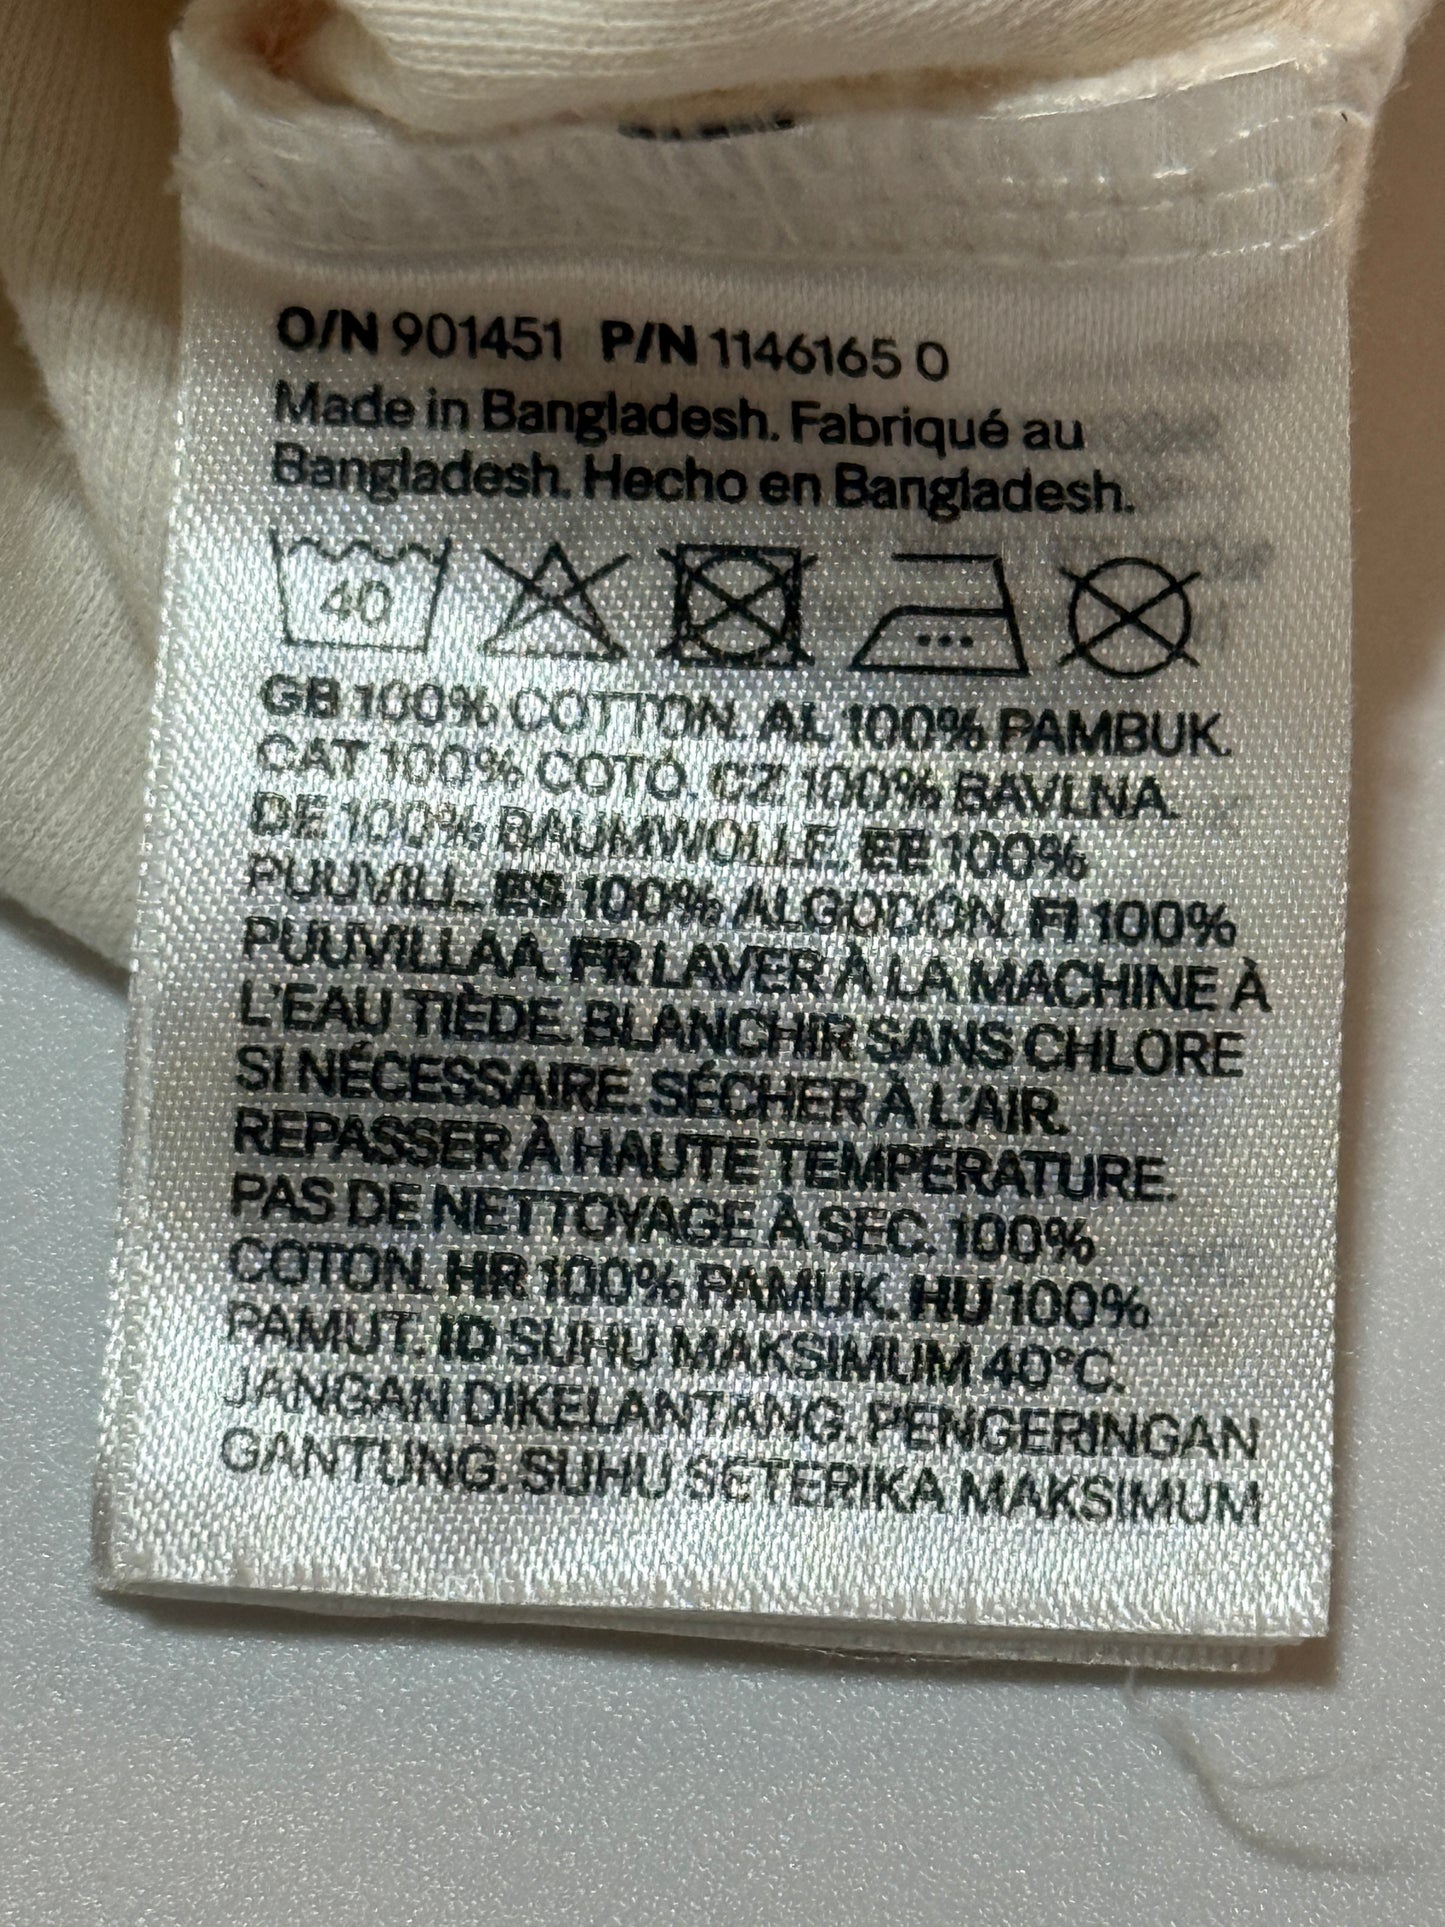 O/N 901451 P/N 1146165 0
Made in Bangladesh. Fabriqué au
Bangladesh. Hecho en Bangladesh.
40
GB 100% COTTON. AL 100% PAMBUK.
CAT 100% COTÓ. CZ 100% BAVLNA.
DE 100% BAUMWOLLE. EE 100%
PUUVILL. ES 100% ALGODÓN. FI 100%
PUUVILLAA. FR LAVER À LA MACHINE À
L'EAU TIÈDE. BLANCHIR SANS CHLORE
SI NÉCESSAIRE. SÉCHER À L'AIR.
REPASSER À HAUTE TEMPÉRATURE.
PAS DE NETTOYAGE À SEC. 100%
COTON. HR 100% PAMUK. HU 100%
PAMUT. ID SUHU MAKSIMUM 40°C.
JANGAN DIKELANTANG. PENGERINGAN
GANTUNG. SUHU SETERIKA MAKSIMUM